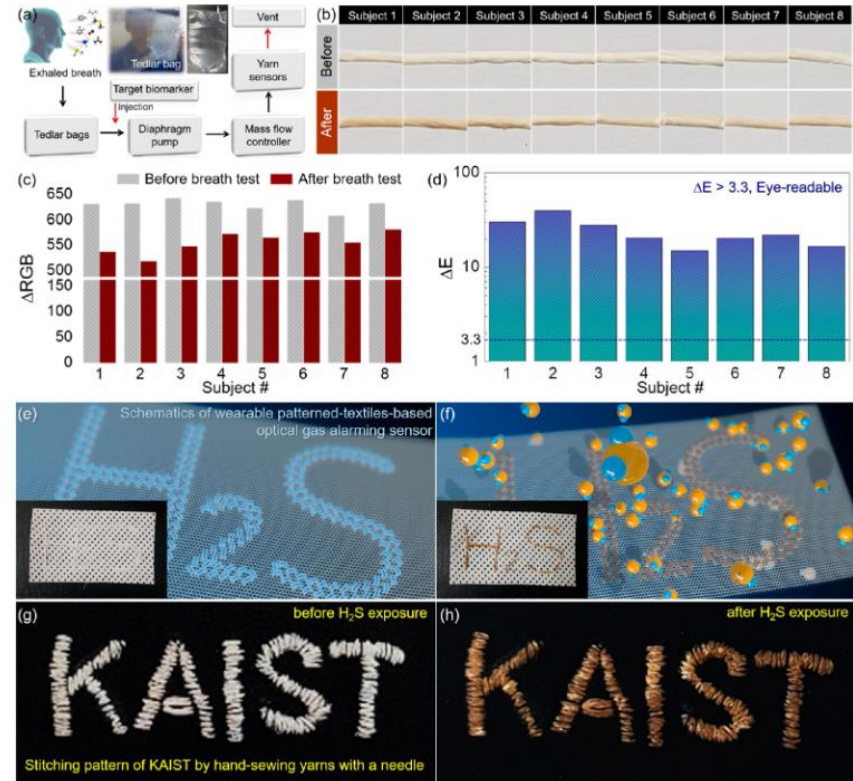 (a)
Exhaled breath
Tedlar bag
Vent
Yarn
sensors
Target biomarker
Injection
Tedlar bags
Diaphragm
pump
Mass flow
controller
(b)
Subject 1 Subject 2 Subject 3 Subject 4 Subject 5 Subject 6 Subject 7 Subject 8
Before
After
(c)
Before breath test After breath test
ΔRGB
650
600
550
500
150
100
50
0
1 2 3 4 5 6 7 8
Subject #
(d)
ΔE > 3.3, Eye-readable
ΔE
100
10
3.3
1
1 2 3 4 5 6 7 8
Subject #
(e)
Schematics of wearable patterned-textiles-based
optical gas alarming sensor
H2S
(f)
H2S
H2S
(g)
before H₂S exposure
KAIST
Stitching pattern of KAIST by hand-sewing yarns with a needle
(h)
after H₂S exposure
KAIST